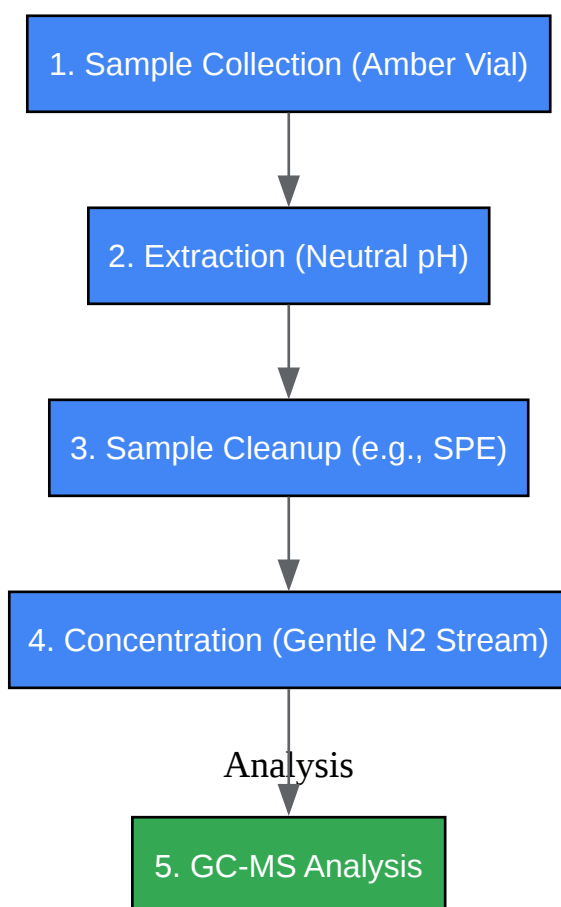 1. Sample Collection (Amber Vial)
2. Extraction (Neutral pH)
3. Sample Cleanup (e.g., SPE)
4. Concentration (Gentle N2 Stream)
Analysis
5. GC-MS Analysis